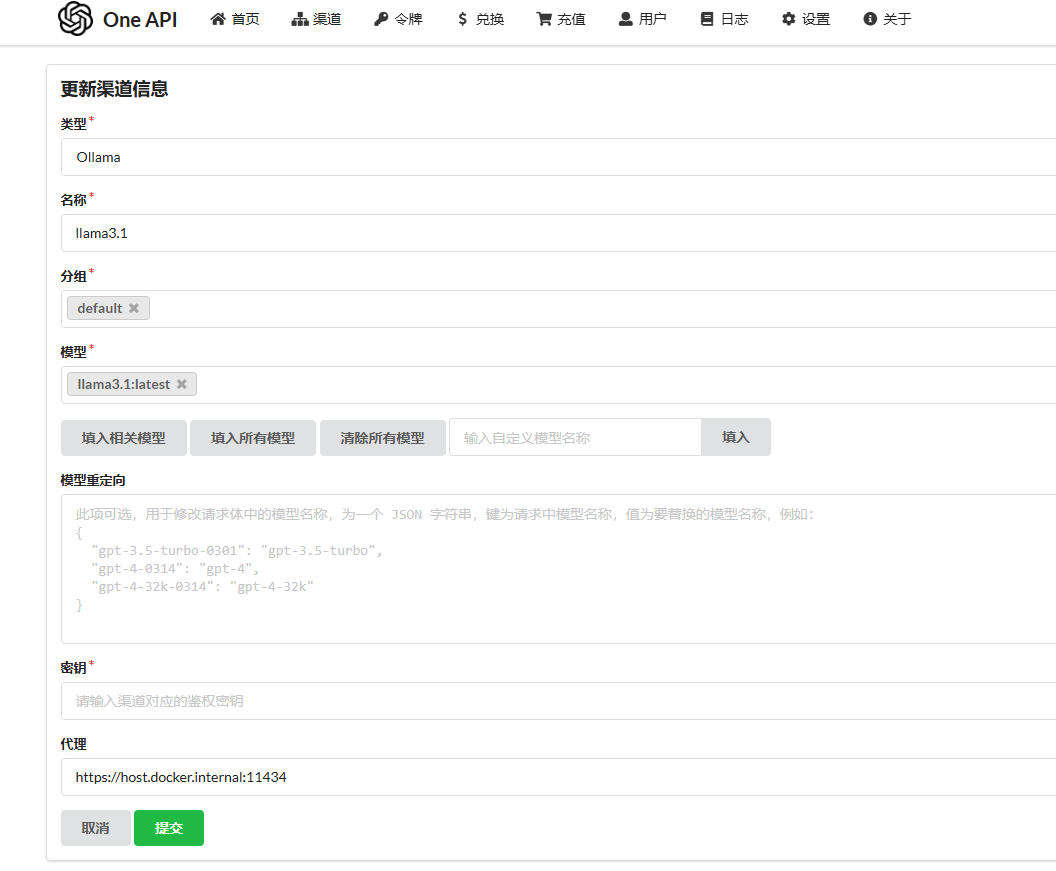 One API 首页 渠道 令牌 兑换 充值 用户 日志 设置 关于
更新渠道信息
类型*
Ollama
名称*
llama3.1
分组*
default
模型*
llama3.1:latest
填入相关模型 填入所有模型 清除所有模型 输入自定义模型名称 填入
模型重定向
此项可选，用于修改请求体中的模型名称，为一个 JSON 字符串，键为请求中模型名称，值为要替换的模型名称，例如：
{
"gpt-3.5-turbo-0301": "gpt-3.5-turbo",
"gpt-4-0314": "gpt-4",
"gpt-4-32k-0314": "gpt-4-32k"
}
密钥*
请输入渠道对应的鉴权密钥
代理
https://host.docker.internal:11434
取消 提交